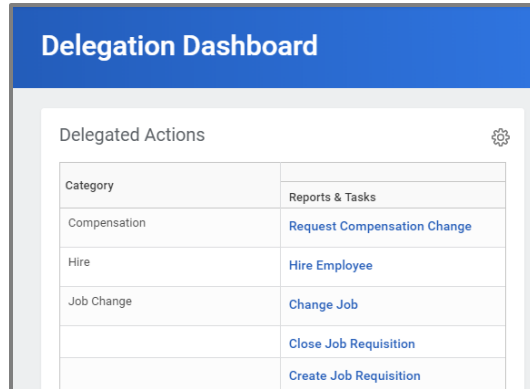 Delegation Dashboard
Delegated Actions
Category
Reports & Tasks
Compensation
Request Compensation Change
Hire
Hire Employee
Job Change
Change Job
Close Job Requisition
Create Job Requisition